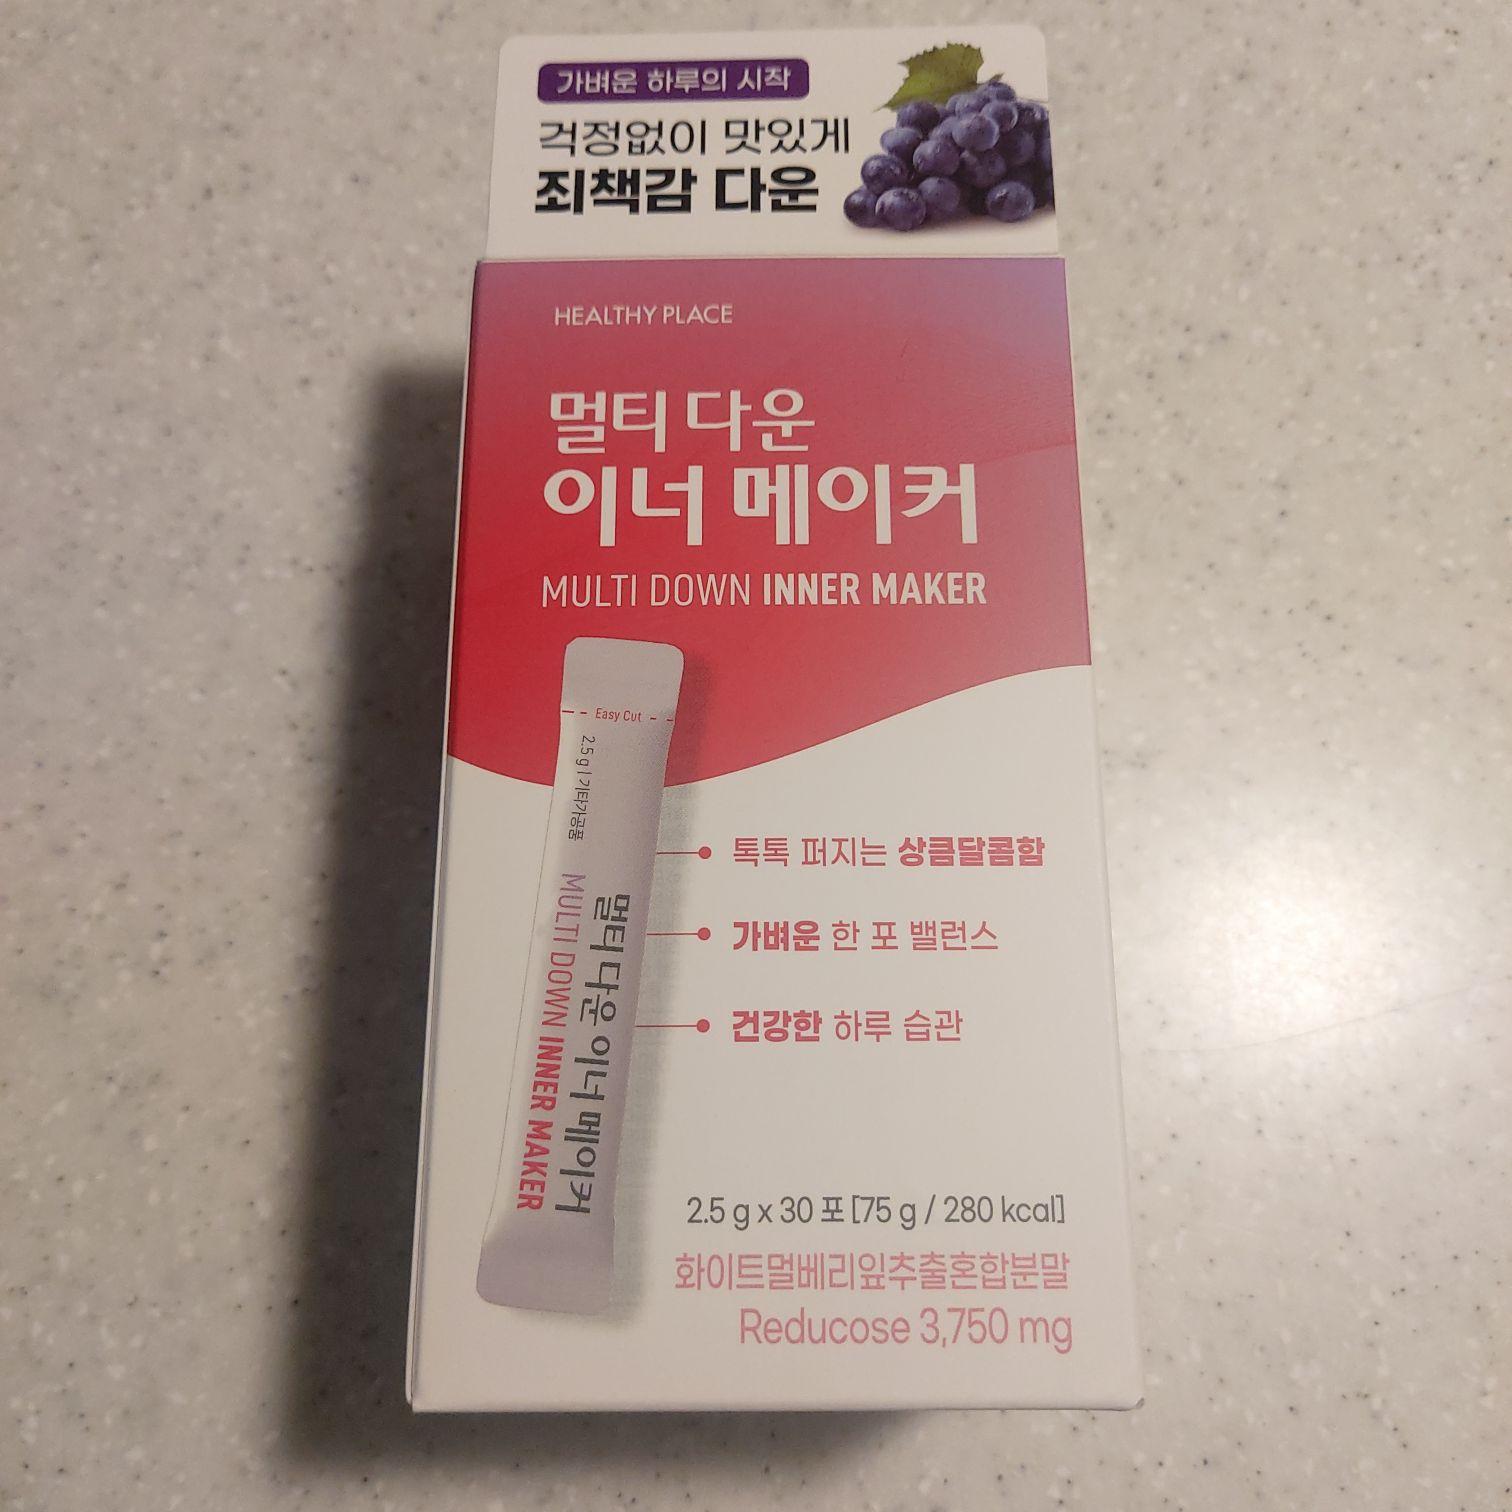 가벼운 하루의 시작
걱정없이 맛있게
죄책감 다운
HEALTHY PLACE
멀티 다운
이너 메이커
MULTI DOWN INNER MAKER
Easy Cut
2.5 g | 기타가공품
멀티 다운 이너 메이커
MULTI DOWN INNER MAKER
톡톡 퍼지는 상큼달콤함
가벼운 한 포 밸런스
건강한 하루 습관
2.5 g x 30 포 [75 g / 280 kcal]
화이트멀베리잎추출혼합분말
Reducose 3,750 mg